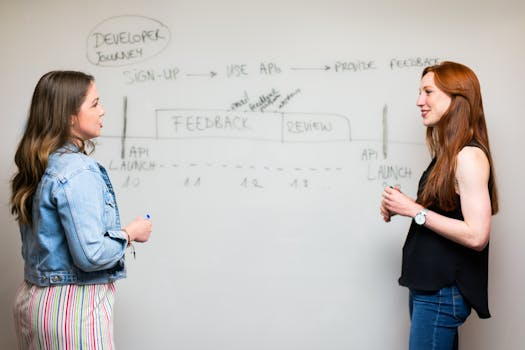 DEVELOPER
JOURNEY
SIGN-UP → USE APIs → PROVIDE FEEDBACK
feedback
FEEDBACK
REVIEW
API
LAUNCH
1.0
1.1
1.2
1.3
API
LAUNCH